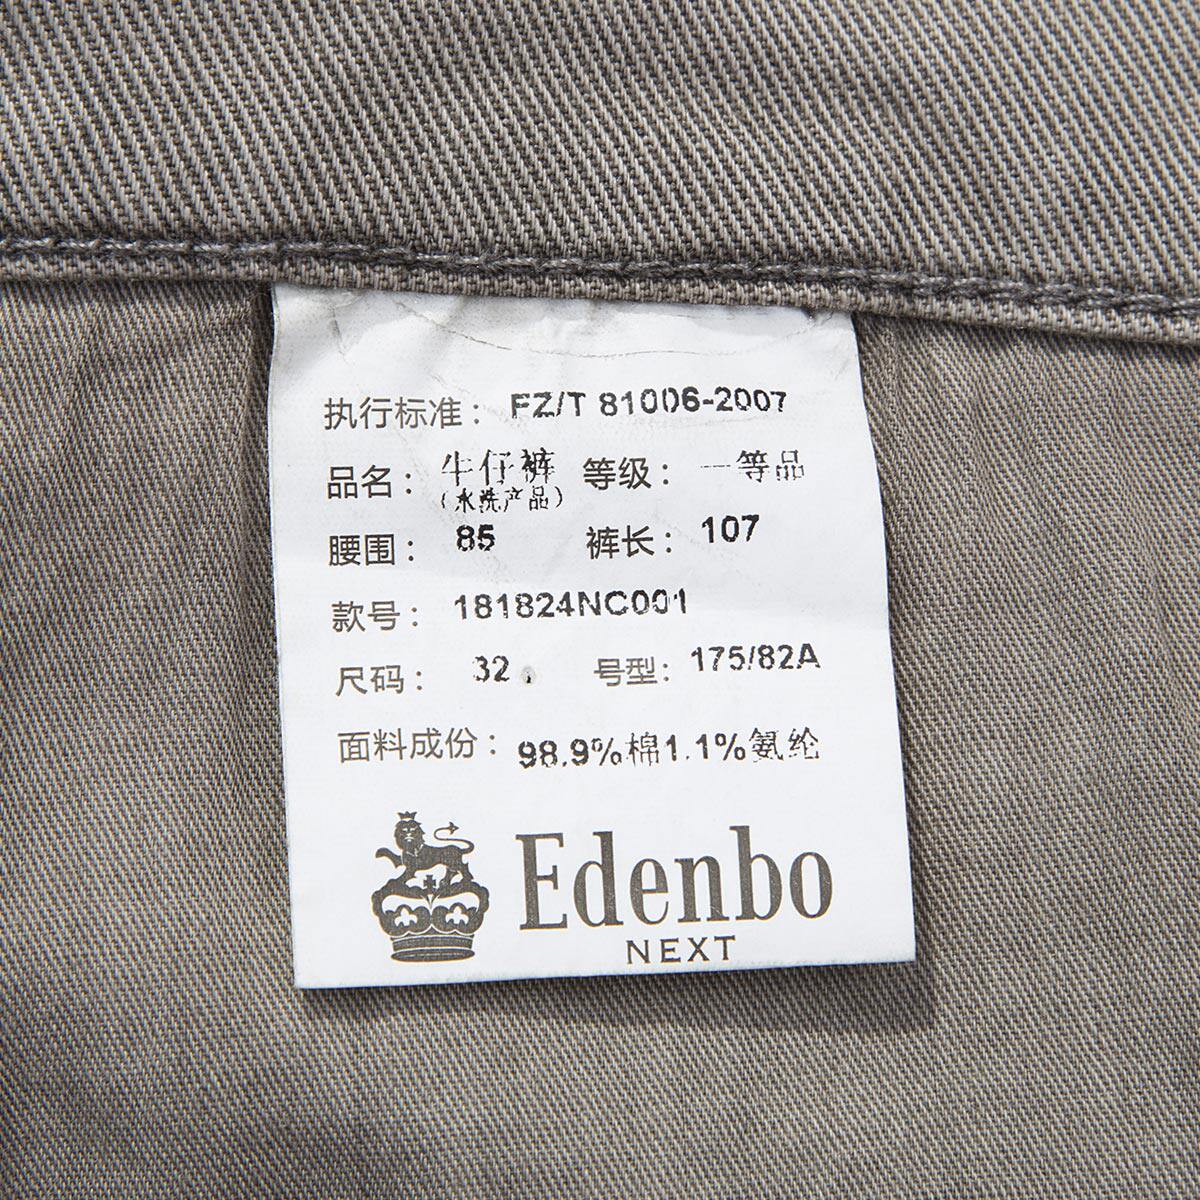 执行标准： FZ/T 81006-2007
品名： 牛仔裤 等级： 一等品
（水洗产品）
腰围： 85 裤长： 107
款号： 181824NC001
尺码： 32 号型： 175/82A
面料成份： 98.9%棉1.1%氨纶
Edenbo
NEXT